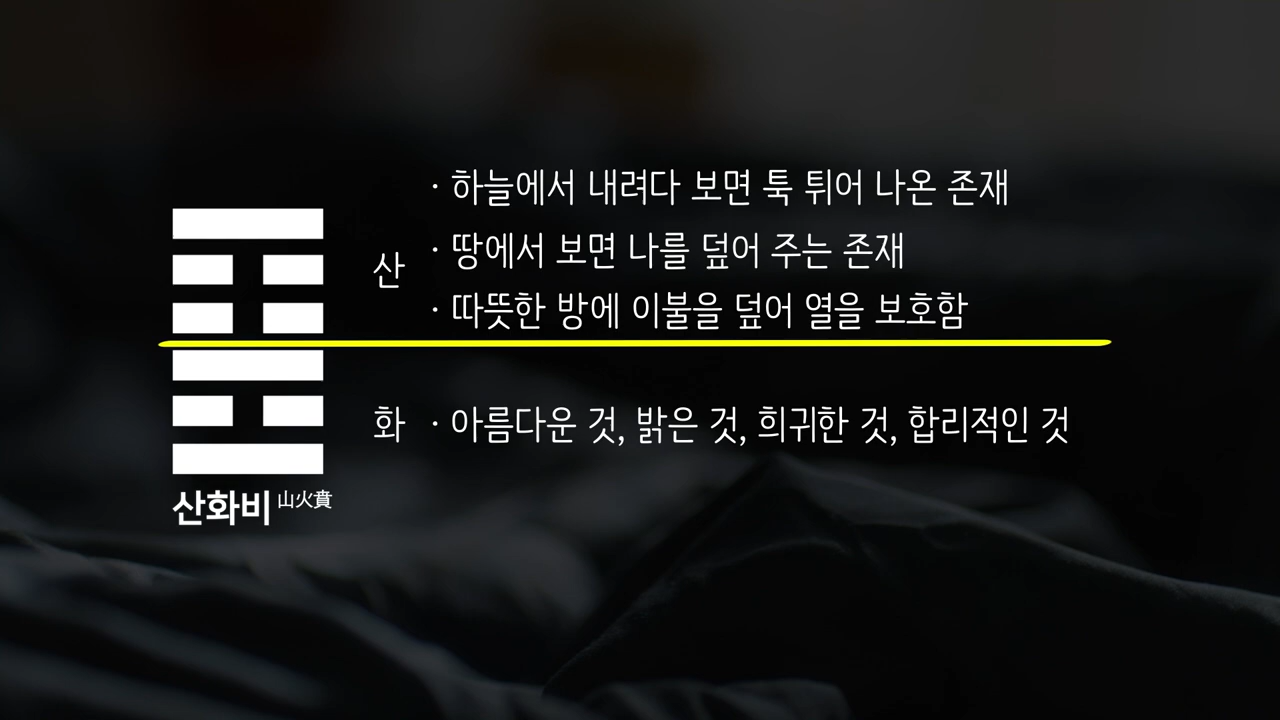 · 하늘에서 내려다 보면 툭 튀어 나온 존재
산
· 땅에서 보면 나를 덮어 주는 존재
· 따뜻한 방에 이불을 덮어 열을 보호함
화 · 아름다운 것, 밝은 것, 희귀한 것, 합리적인 것
산화비 山火賁